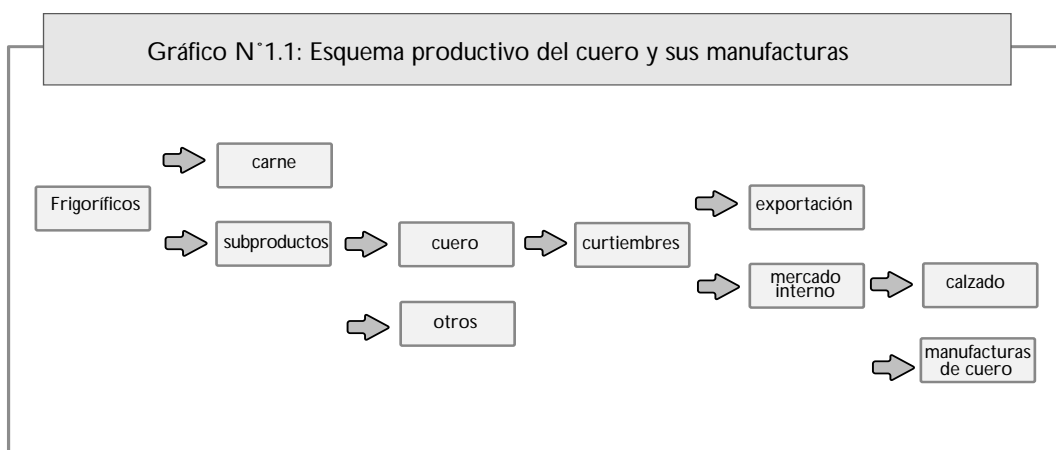 Gráfico N°1.1: Esquema productivo del cuero y sus manufacturas
carne
Frigoríficos
subproductos
cuero
otros
curtiembres
exportación
mercado
interno
calzado
manufacturas
de cuero